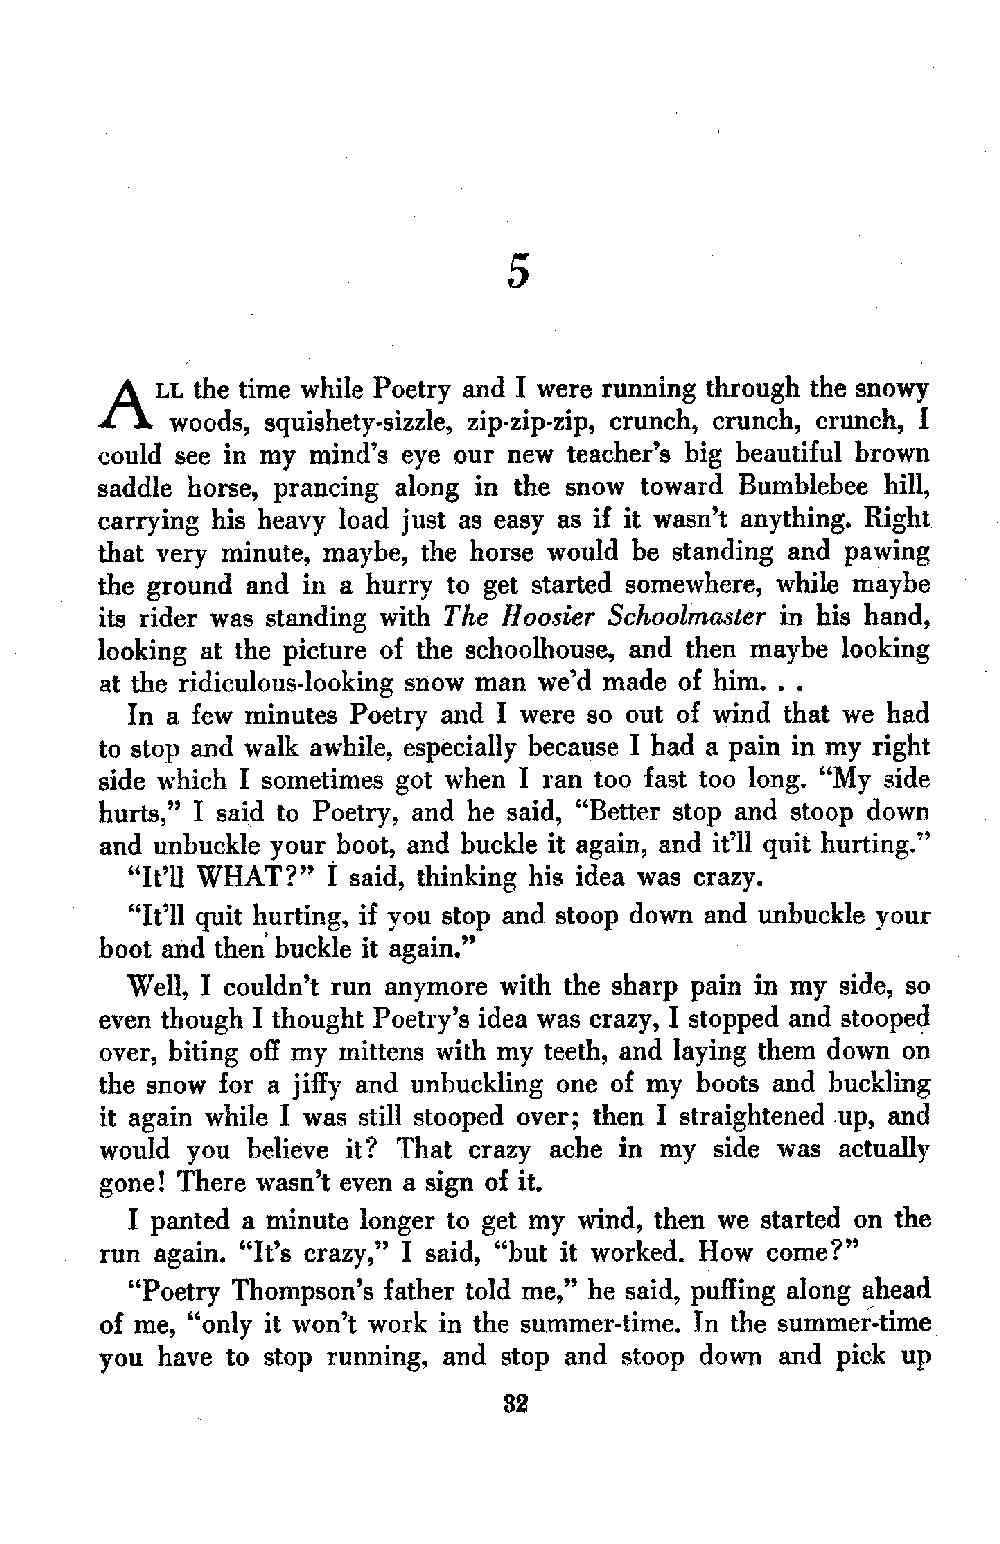 5
ALL the time while Poetry and I were running through the snowy
woods, squishety-sizzle, zip-zip-zip, crunch, crunch, crunch, I
could see in my mind's eye our new teacher's big beautiful brown
saddle horse, prancing along in the snow toward Bumblebee hill,
carrying his heavy load just as easy as if it wasn't anything. Right
that very minute, maybe, the horse would be standing and pawing
the ground and in a hurry to get started somewhere, while maybe
its rider was standing with The Hoosier Schoolmaster in his hand,
looking at the picture of the schoolhouse, and then maybe looking
at the ridiculous-looking snow man we'd made of him. . .
In a few minutes Poetry and I were so out of wind that we had
to stop and walk awhile, especially because I had a pain in my right
side which I sometimes got when I ran too fast too long. “My side
hurts,” I said to Poetry, and he said, “Better stop and stoop down
and unbuckle your boot, and buckle it again, and it'll quit hurting.”
“It'll WHAT?” I said, thinking his idea was crazy.
“It'll quit hurting, if you stop and stoop down and unbuckle your
boot and then buckle it again.”
Well, I couldn't run anymore with the sharp pain in my side, so
even though I thought Poetry's idea was crazy, I stopped and stooped
over, biting off my mittens with my teeth, and laying them down on
the snow for a jiffy and unbuckling one of my boots and buckling
it again while I was still stooped over; then I straightened up, and
would you believe it? That crazy ache in my side was actually
gone! There wasn't even a sign of it.
I panted a minute longer to get my wind, then we started on the
run again. “It's crazy,” I said, “but it worked. How come?”
“Poetry Thompson's father told me,” he said, puffing along ahead
of me, “only it won't work in the summer-time. In the summer-time
you have to stop running, and stop and stoop down and pick up
32